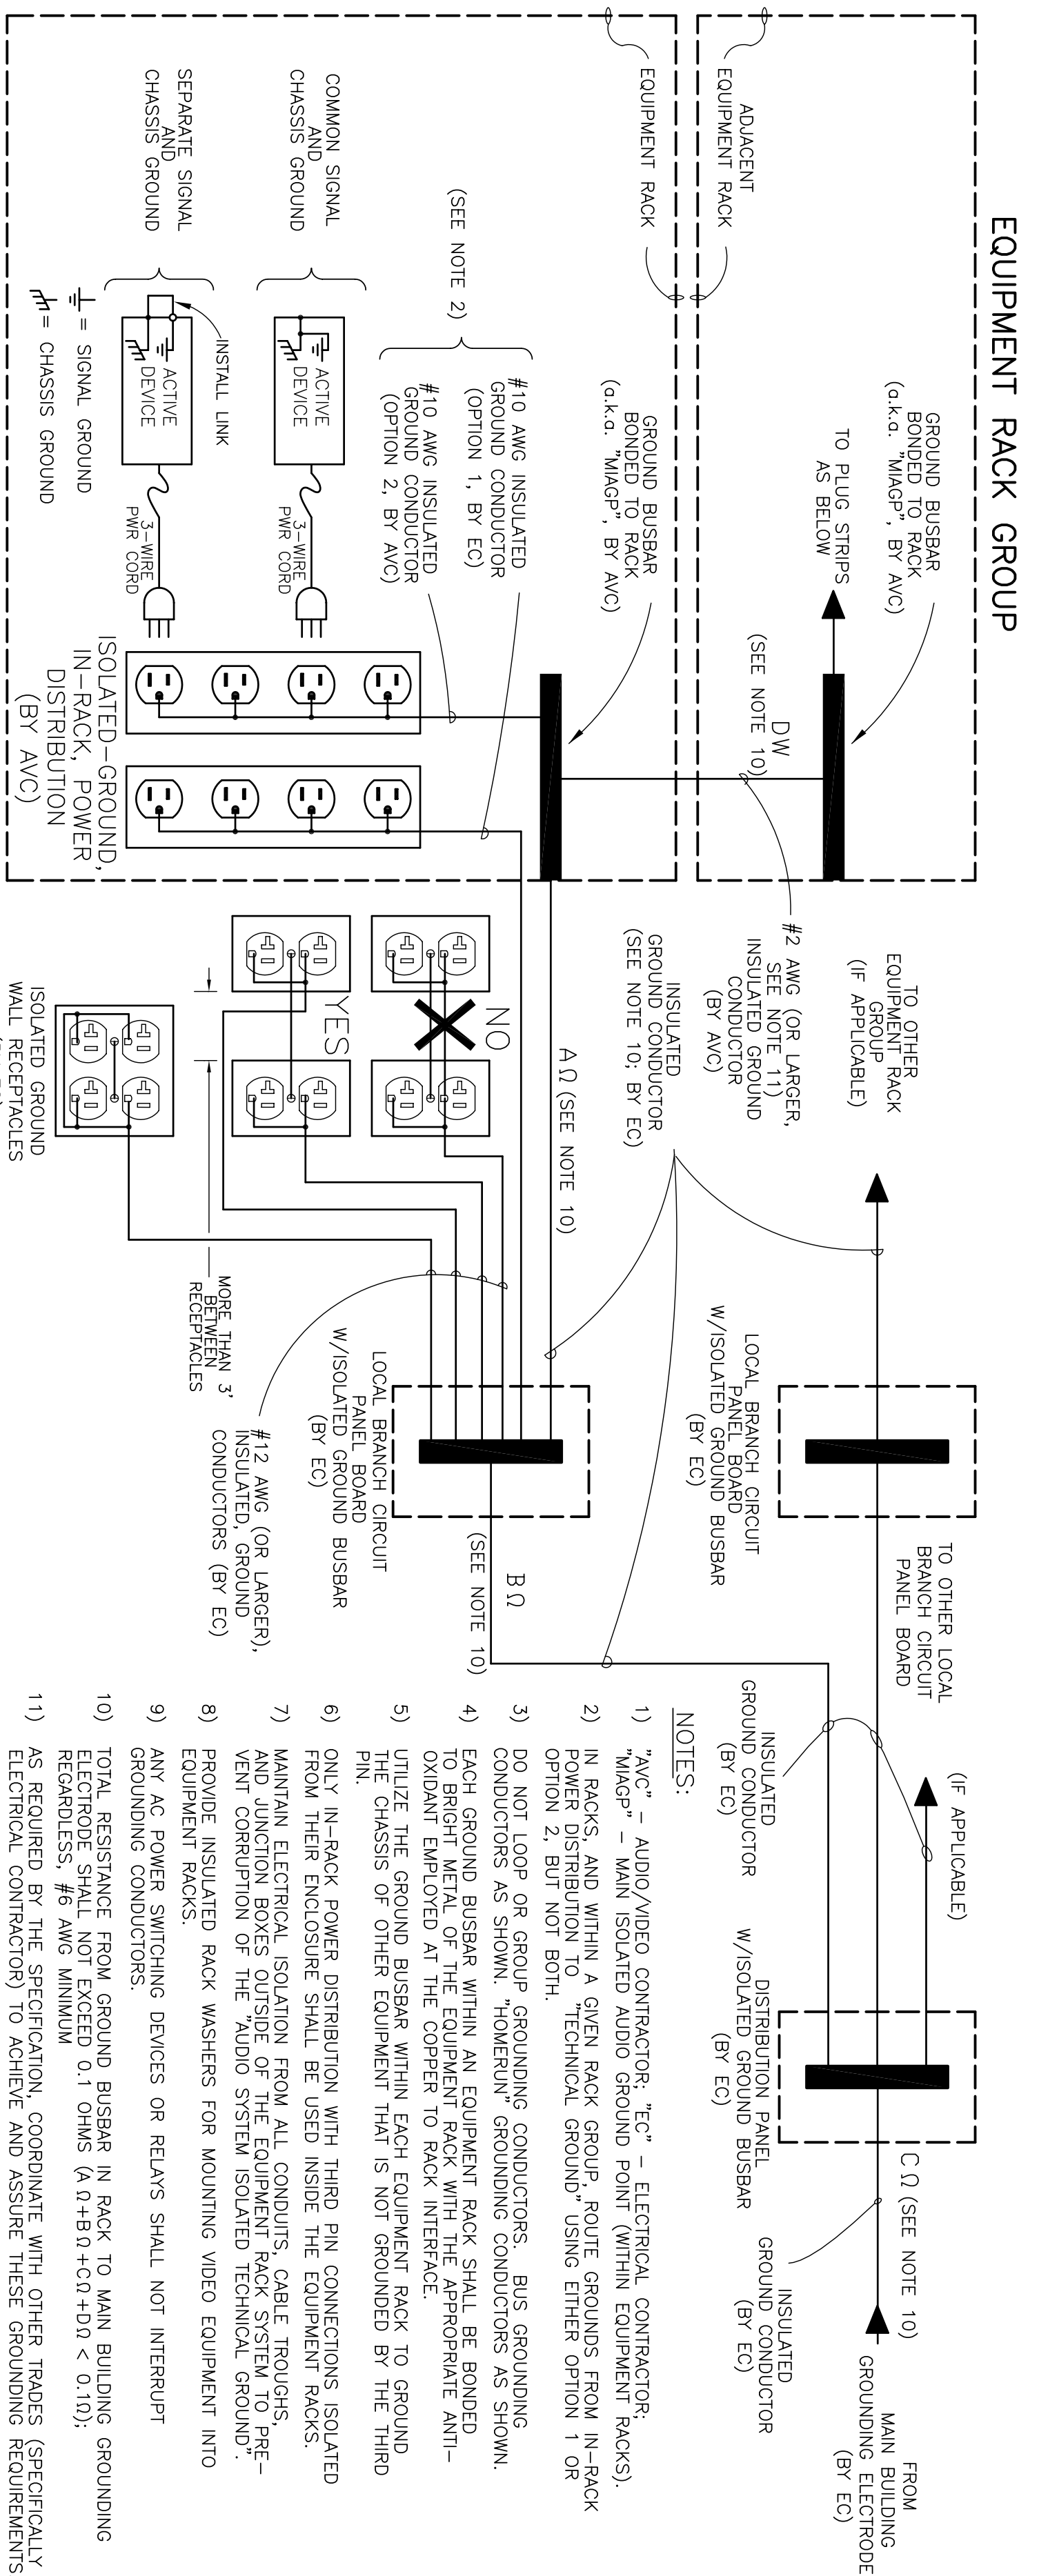 EQUIPMENT RACK GROUP
ADJACENT
EQUIPMENT RACK
EQUIPMENT RACK
GROUND BUSBAR
BONDED TO RACK
(a.k.a. "MIAGP", BY AVC)
TO PLUG STRIPS
AS BELOW
DW
(SEE NOTE 10)
GROUND BUSBAR
BONDED TO RACK
(a.k.a. "MIAGP", BY AVC)
(SEE NOTE 2)
#10 AWG INSULATED
GROUND CONDUCTOR
(OPTION 1, BY EC)
#10 AWG INSULATED
GROUND CONDUCTOR
(OPTION 2, BY AVC)
COMMON SIGNAL
AND
CHASSIS GROUND
ACTIVE
DEVICE
3-WIRE
PWR CORD
SEPARATE SIGNAL
AND
CHASSIS GROUND
INSTALL LINK
ACTIVE
DEVICE
3-WIRE
PWR CORD
= SIGNAL GROUND
= CHASSIS GROUND
ISOLATED-GROUND,
IN-RACK, POWER
DISTRIBUTION
(BY AVC)
TO OTHER
EQUIPMENT RACK
GROUP
(IF APPLICABLE)
#2 AWG (OR LARGER,
SEE NOTE 11)
INSULATED GROUND
CONDUCTOR
(BY AVC)
INSULATED
GROUND CONDUCTOR
(SEE NOTE 10; BY EC)
A Ω (SEE NOTE 10)
NO
YES
MORE THAN 3'
BETWEEN
RECEPTACLES
ISOLATED GROUND
WALL RECEPTACLES
LOCAL BRANCH CIRCUIT
PANEL BOARD
W/ISOLATED GROUND BUSBAR
(BY EC)
LOCAL BRANCH CIRCUIT
PANEL BOARD
W/ISOLATED GROUND BUSBAR
(BY EC)
#12 AWG (OR LARGER),
INSULATED, GROUND
CONDUCTORS (BY EC)
B Ω
(SEE NOTE 10)
TO OTHER LOCAL
BRANCH CIRCUIT
PANEL BOARD
(IF APPLICABLE)
INSULATED
GROUND CONDUCTOR
(BY EC)
DISTRIBUTION PANEL
W/ISOLATED GROUND BUSBAR
(BY EC)
C Ω (SEE NOTE 10)
INSULATED
GROUND CONDUCTOR
(BY EC)
FROM
MAIN BUILDING
GROUNDING ELECTRODE
(BY EC)
NOTES:
1) "AVC" - AUDIO/VIDEO CONTRACTOR; "EC" - ELECTRICAL CONTRACTOR;
"MIAGP" - MAIN ISOLATED AUDIO GROUND POINT (WITHIN EQUIPMENT RACKS).
2) IN RACKS, AND WITHIN A GIVEN RACK GROUP, ROUTE GROUNDS FROM IN-RACK
POWER DISTRIBUTION TO "TECHNICAL GROUND" USING EITHER OPTION 1 OR
OPTION 2, BUT NOT BOTH.
3) DO NOT LOOP OR GROUP GROUNDING CONDUCTORS. BUS GROUNDING
CONDUCTORS AS SHOWN. "HOMERUN" GROUNDING CONDUCTORS AS SHOWN.
4) EACH GROUND BUSBAR WITHIN AN EQUIPMENT RACK SHALL BE BONDED
TO BRIGHT METAL OF THE EQUIPMENT RACK WITH THE APPROPRIATE ANTI-
OXIDANT EMPLOYED AT THE COPPER TO RACK INTERFACE.
5) UTILIZE THE GROUND BUSBAR WITHIN EACH EQUIPMENT RACK TO GROUND
THE CHASSIS OF OTHER EQUIPMENT THAT IS NOT GROUNDED BY THE THIRD
PIN.
6) ONLY IN-RACK POWER DISTRIBUTION WITH THIRD PIN CONNECTIONS ISOLATED
FROM THEIR ENCLOSURE SHALL BE USED INSIDE THE EQUIPMENT RACKS.
7) MAINTAIN ELECTRICAL ISOLATION FROM ALL CONDUITS, CABLE TROUGHS,
AND JUNCTION BOXES OUTSIDE OF THE EQUIPMENT RACK SYSTEM TO PRE-
VENT CORRUPTION OF THE "AUDIO SYSTEM ISOLATED TECHNICAL GROUND".
8) PROVIDE INSULATED RACK WASHERS FOR MOUNTING VIDEO EQUIPMENT INTO
EQUIPMENT RACKS.
9) ANY AC POWER SWITCHING DEVICES OR RELAYS SHALL NOT INTERRUPT
GROUNDING CONDUCTORS.
10) TOTAL RESISTANCE FROM GROUND BUSBAR IN RACK TO MAIN BUILDING GROUNDING
ELECTRODE SHALL NOT EXCEED 0.1 OHMS (A Ω+B Ω+C Ω+D Ω < 0.1Ω);
REGARDLESS, #6 AWG MINIMUM
11) AS REQUIRED BY THE SPECIFICATION, COORDINATE WITH OTHER TRADES (SPECIFICALLY
ELECTRICAL CONTRACTOR) TO ACHIEVE AND ASSURE THESE GROUNDING REQUIREMENTS